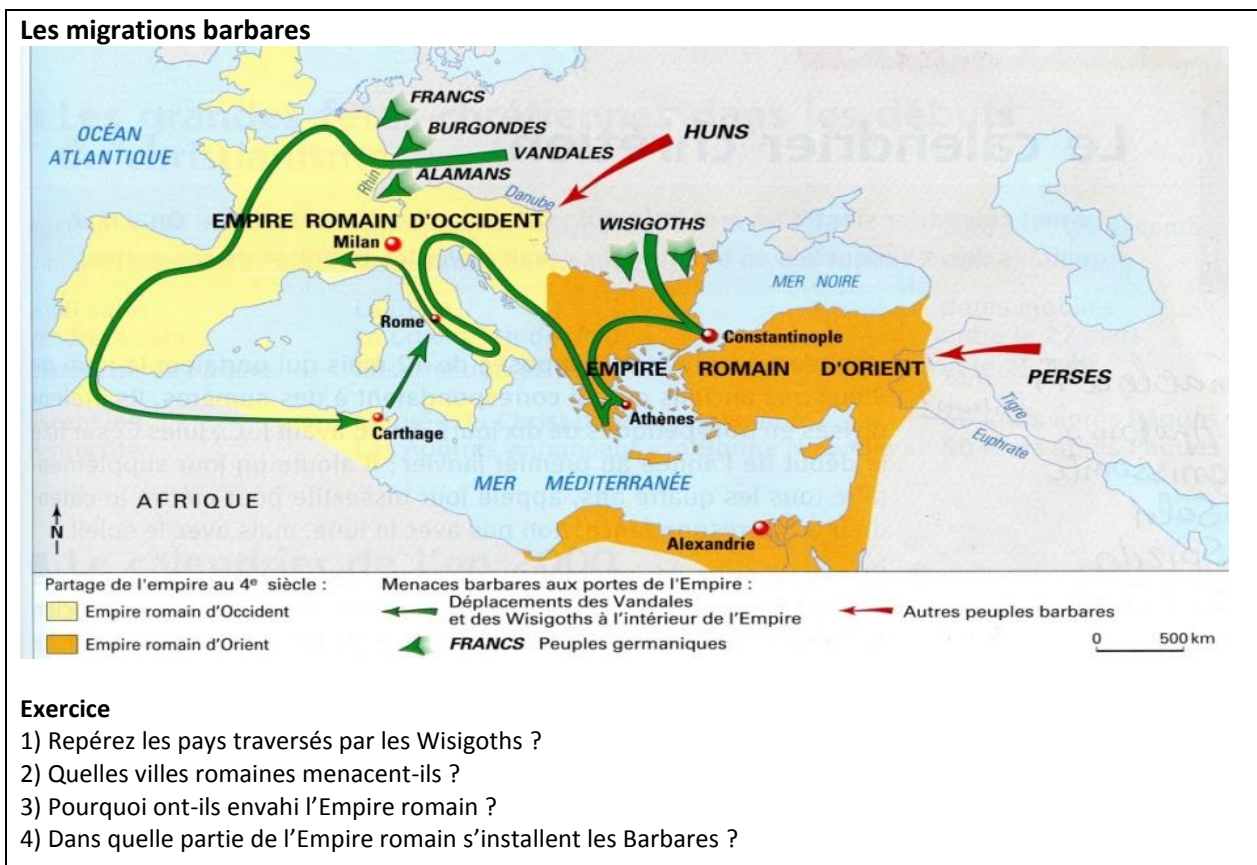 Les migrations barbares
FRANCS
BURGONDES
VANDALES
ALAMANS
HUNS
OCÉAN
ATLANTIQUE
Rhin
Danube
EMPIRE ROMAIN D'OCCIDENT
Milan
WISIGOTHS
MER NOIRE
Rome
Constantinople
EMPIRE ROMAIN D'ORIENT
PERSES
Tigre
Euphrate
Athènes
Carthage
MER MÉDITERRANÉE
AFRIQUE
N
Alexandrie
Partage de l'empire au 4e siècle :
Empire romain d'Occident
Empire romain d'Orient
Menaces barbares aux portes de l'Empire :
Déplacements des Vandales
et des Wisigoths à l'intérieur de l'Empire
FRANCS Peuples germaniques
Autres peuples barbares
0 500 km
Exercice
1) Repérez les pays traversés par les Wisigoths ?
2) Quelles villes romaines menacent-ils ?
3) Pourquoi ont-ils envahi l’Empire romain ?
4) Dans quelle partie de l’Empire romain s’installent les Barbares ?